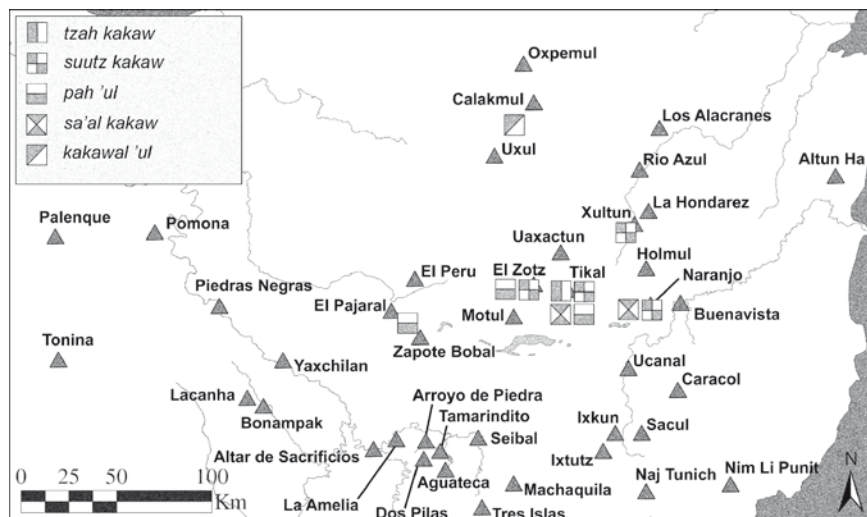 tzah kakaw
suutz kakaw
pah 'ul
sa'al kakaw
kakawal 'ul
Oxpemul
Calakmul
Los Alacranes
Uxul
Rio Azul
Altun Ha
La Hondarez
Xultun
Palenque
Pomona
Uaxactun
Holmul
El Peru
El Zotz
Tikal
Naranjo
Piedras Negras
El Pajaral
Motul
Buenavista
Zapote Bobal
Tonina
Yaxchilan
Ucanal
Caracol
Lacanha
Arroyo de Piedra
Bonampak
Tamarindito
Ixkun
Sacul
Seibal
Altar de Sacrificios
Ixtutz
0 25 50 100
Km
La Amelia
Aguateca
Machaquila
Naj Tunich
Nim Li Punit
N
Dos Pilas
Tres Islas